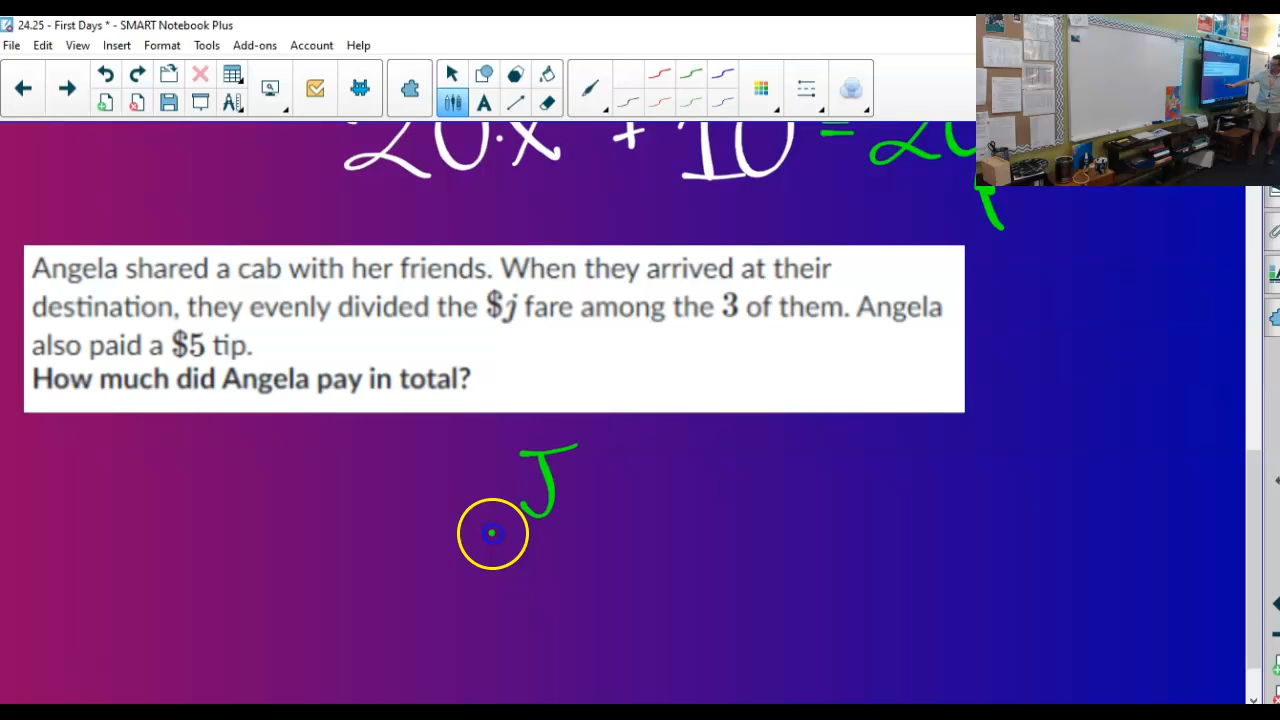 24.25 - First Days * - SMART Notebook Plus
File Edit View Insert Format Tools Add-ons Account Help
20·x + 10 = 20
Angela shared a cab with her friends. When they arrived at their
destination, they evenly divided the $j fare among the 3 of them. Angela
also paid a $5 tip.
How much did Angela pay in total?
J